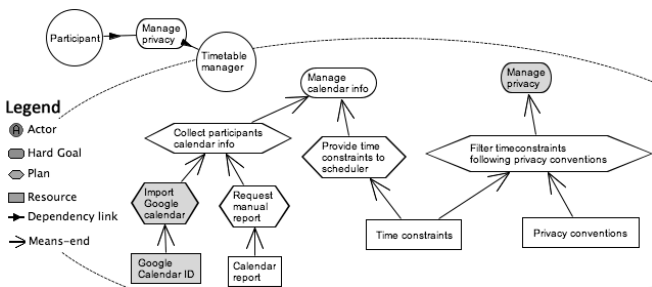 Participant
Manage
privacy
Timetable
manager
Manage
calendar info
Manage
privacy
Collect participants
calendar info
Provide time
constraints to
scheduler
Filter timeconstraints
following privacy conventions
Import
Google
calendar
Request
manual
report
Time constraints
Privacy conventions
Google
Calendar ID
Calendar
report
Legend
A Actor
Hard Goal
Plan
Resource
Dependency link
Means-end